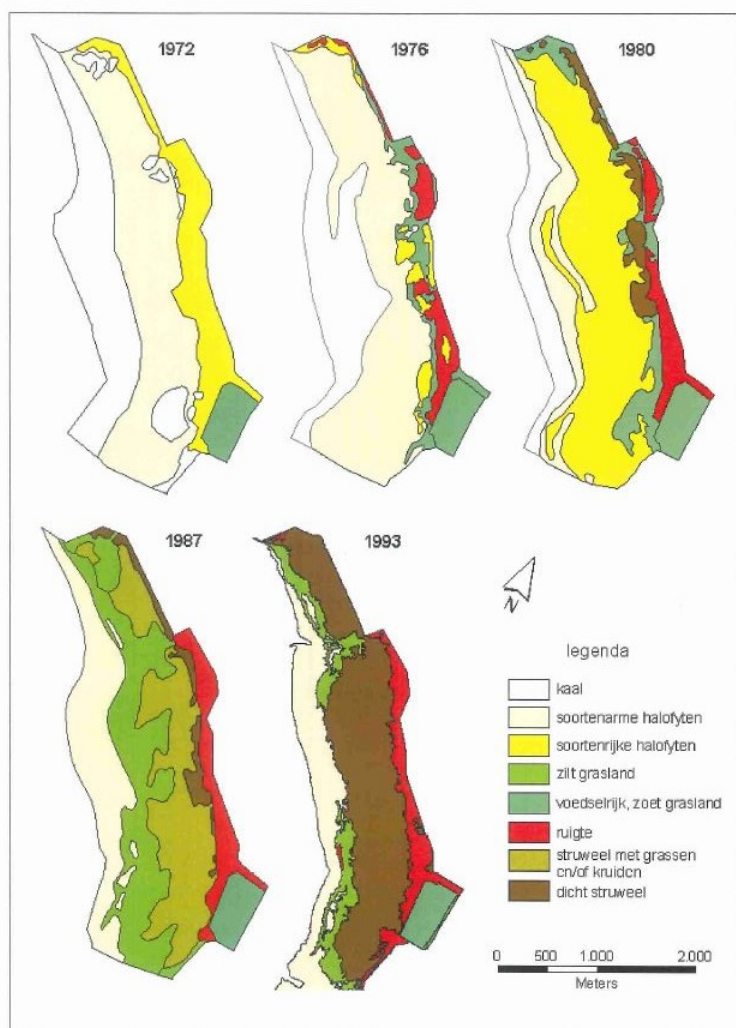 1972
1976
1980
1987
1993
N
legenda
kaal
soortenarme halofyten
soortenrijke halofyten
zilt grasland
voedselrijk, zoet grasland
ruigte
struweel met grassen
en/of kruiden
dicht struweel
0 500 1.000 2.000
Meters